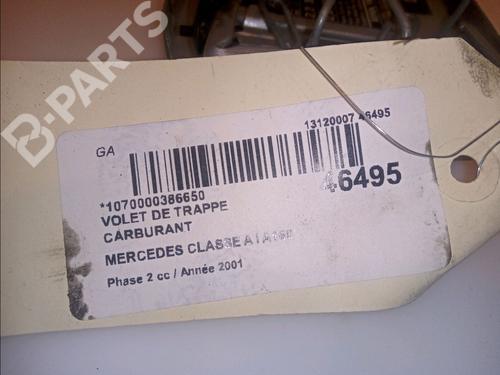 B-PARTS
GA
13120007 46495
*1070000386650
46495
VOLET DE TRAPPE
CARBURANT
MERCEDES CLASSE A I
Phase 2 cc / Année 2001